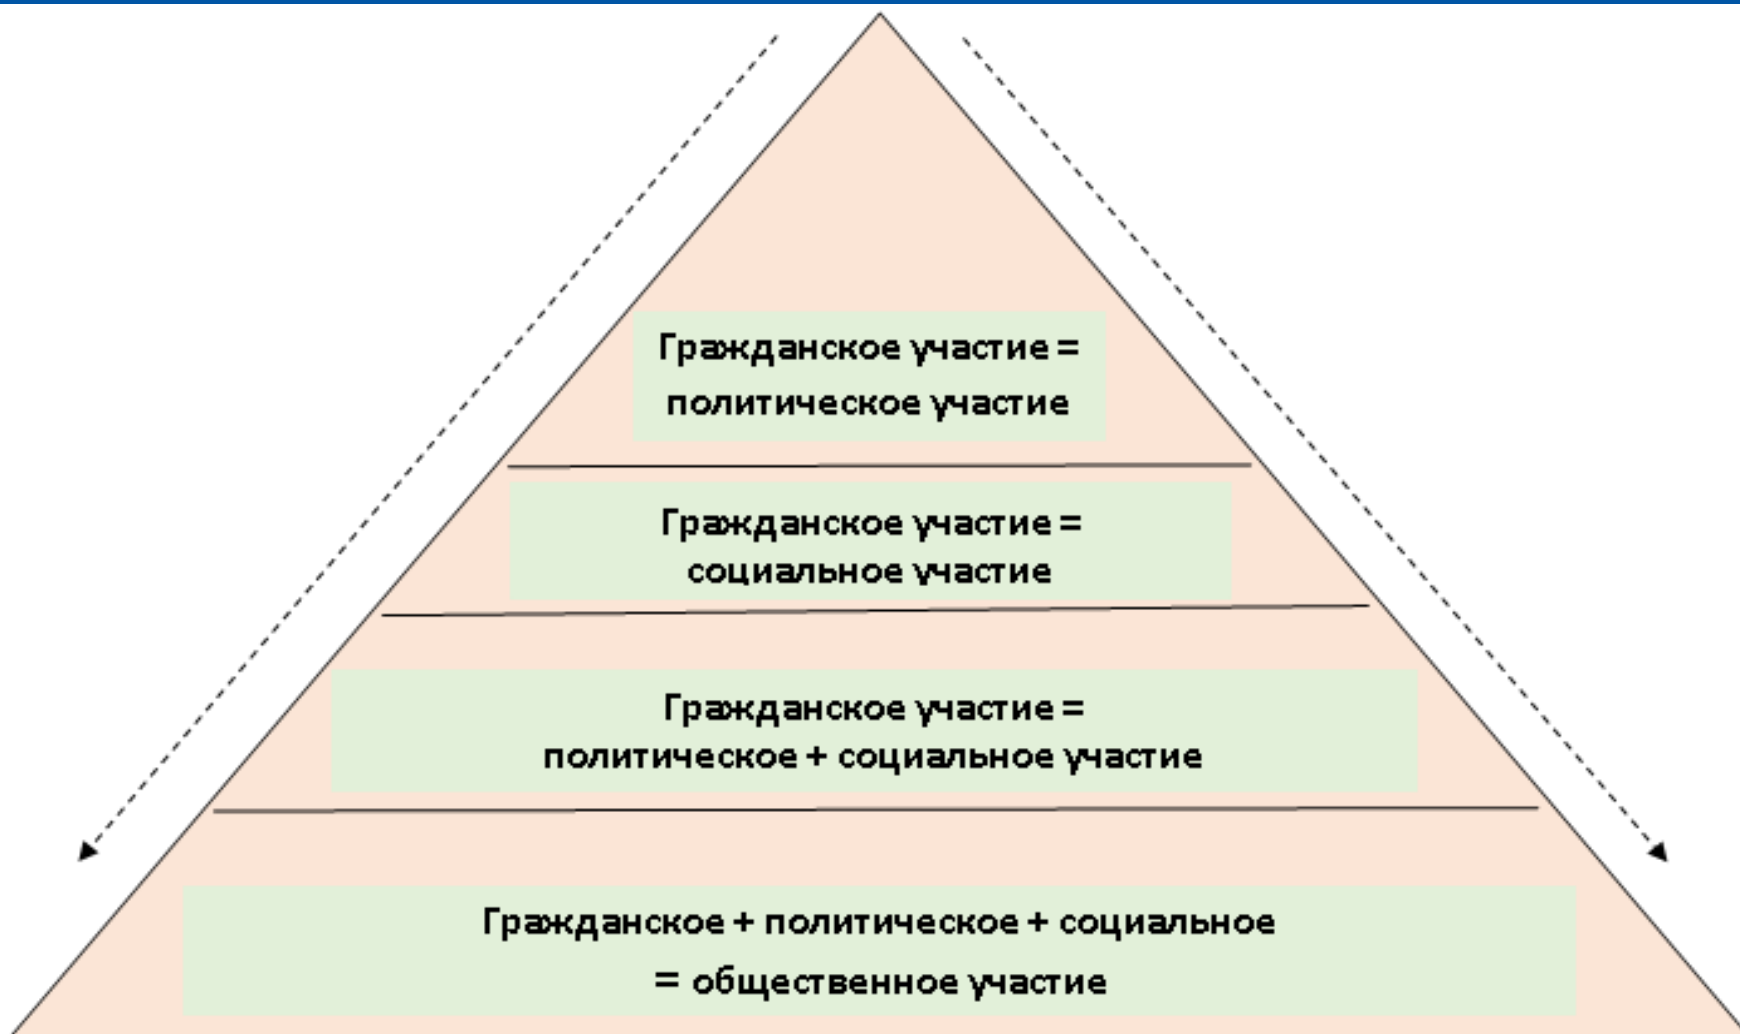 Гражданское участие =
политическое участие
Гражданское участие =
социальное участие
Гражданское участие =
политическое + социальное участие
Гражданское + политическое + социальное
= общественное участие